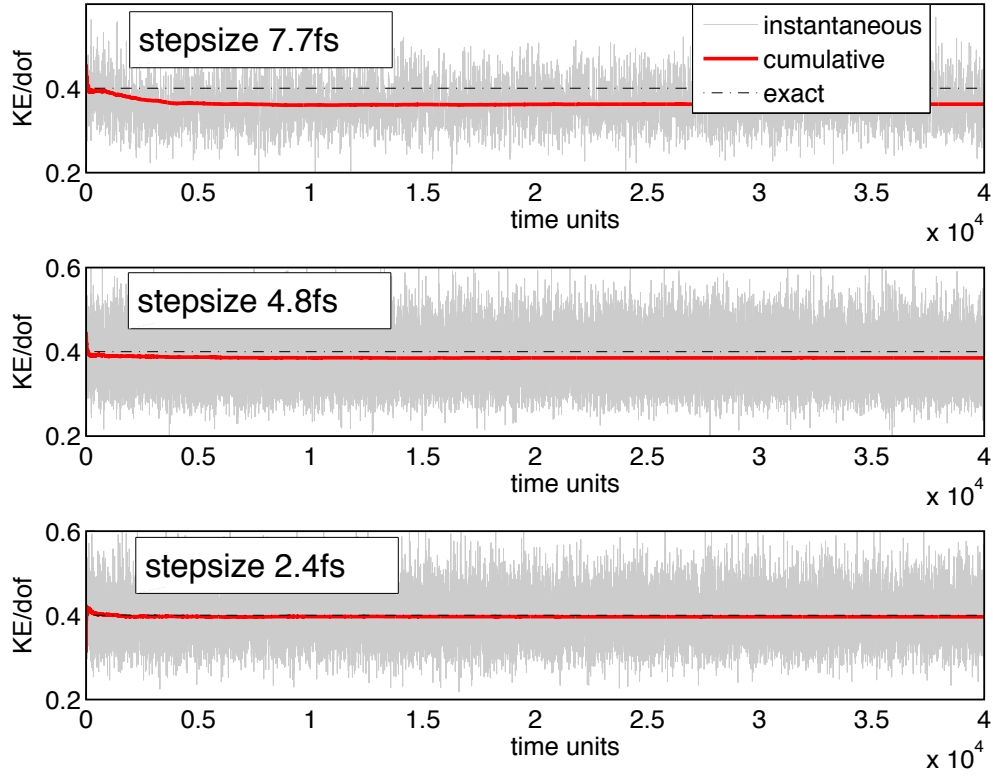 stepsize 7.7fs
instantaneous
cumulative
exact
KE/dof
0.4
0.2
0 0.5 1 1.5 2 2.5 3 3.5 4
time units
x 10^4
0.6
stepsize 4.8fs
KE/dof
0.4
0.2
0 0.5 1 1.5 2 2.5 3 3.5 4
time units
x 10^4
0.6
stepsize 2.4fs
KE/dof
0.4
0.2
0 0.5 1 1.5 2 2.5 3 3.5 4
time units
x 10^4